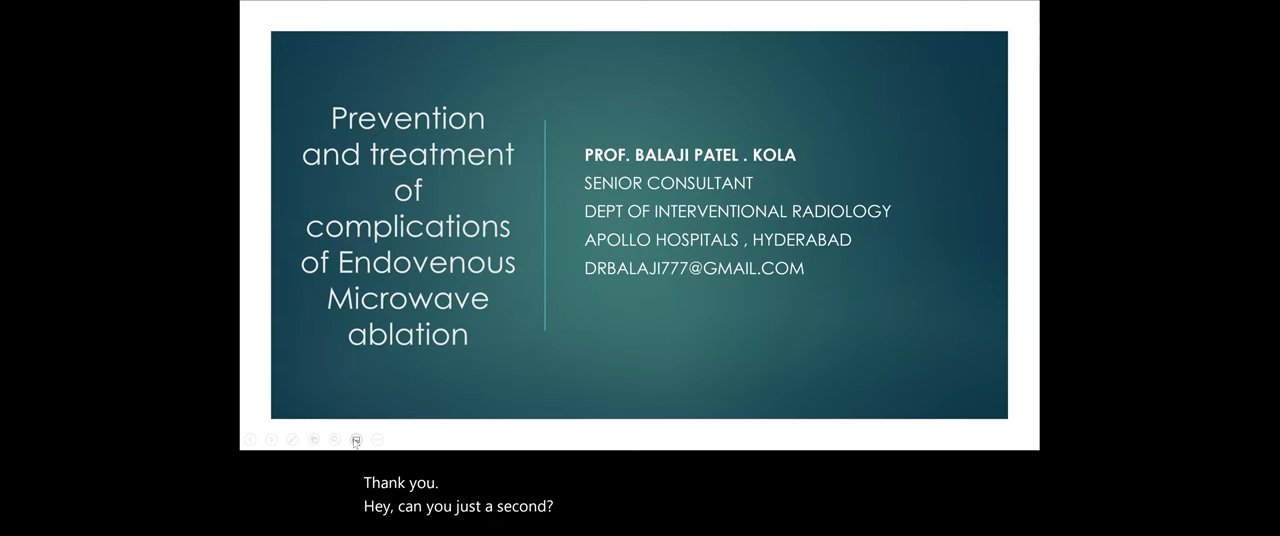 Prevention
and treatment
of
complications
of Endovenous
Microwave
ablation
PROF. BALAJI PATEL . KOLA
SENIOR CONSULTANT
DEPT OF INTERVENTIONAL RADIOLOGY
APOLLO HOSPITALS , HYDERABAD
DRBALAJI777@GMAIL.COM
Thank you.
Hey, can you just a second?